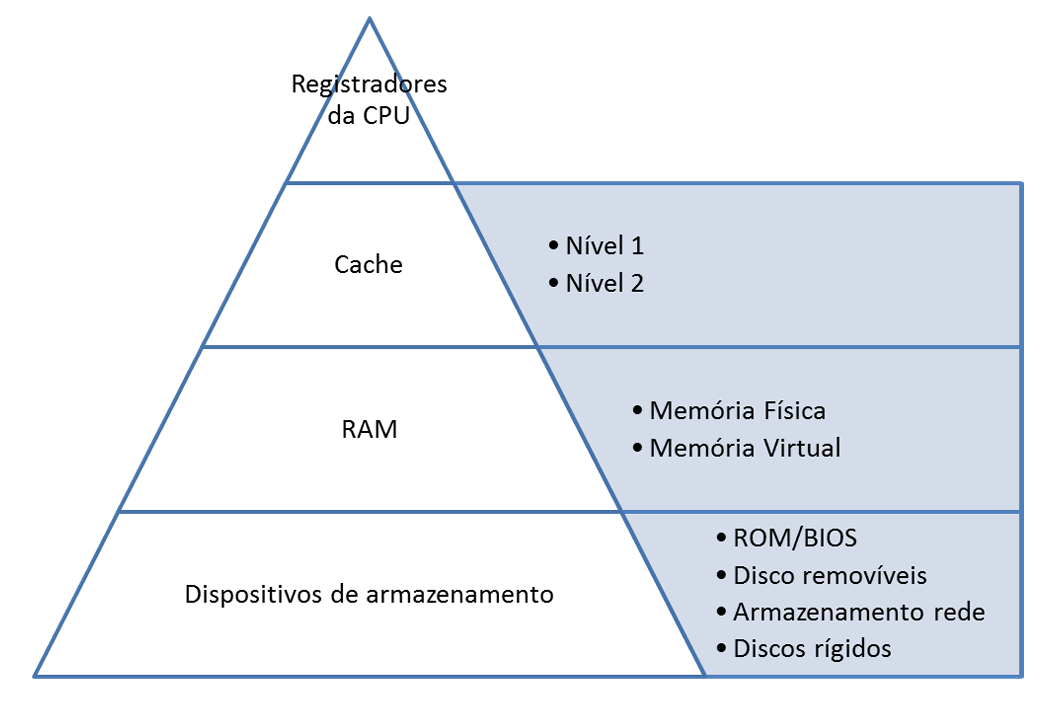 Registradores
da CPU
Cache
• Nível 1
• Nível 2
RAM
• Memória Física
• Memória Virtual
Dispositivos de armazenamento
• ROM/BIOS
• Disco removíveis
• Armazenamento rede
• Discos rígidos